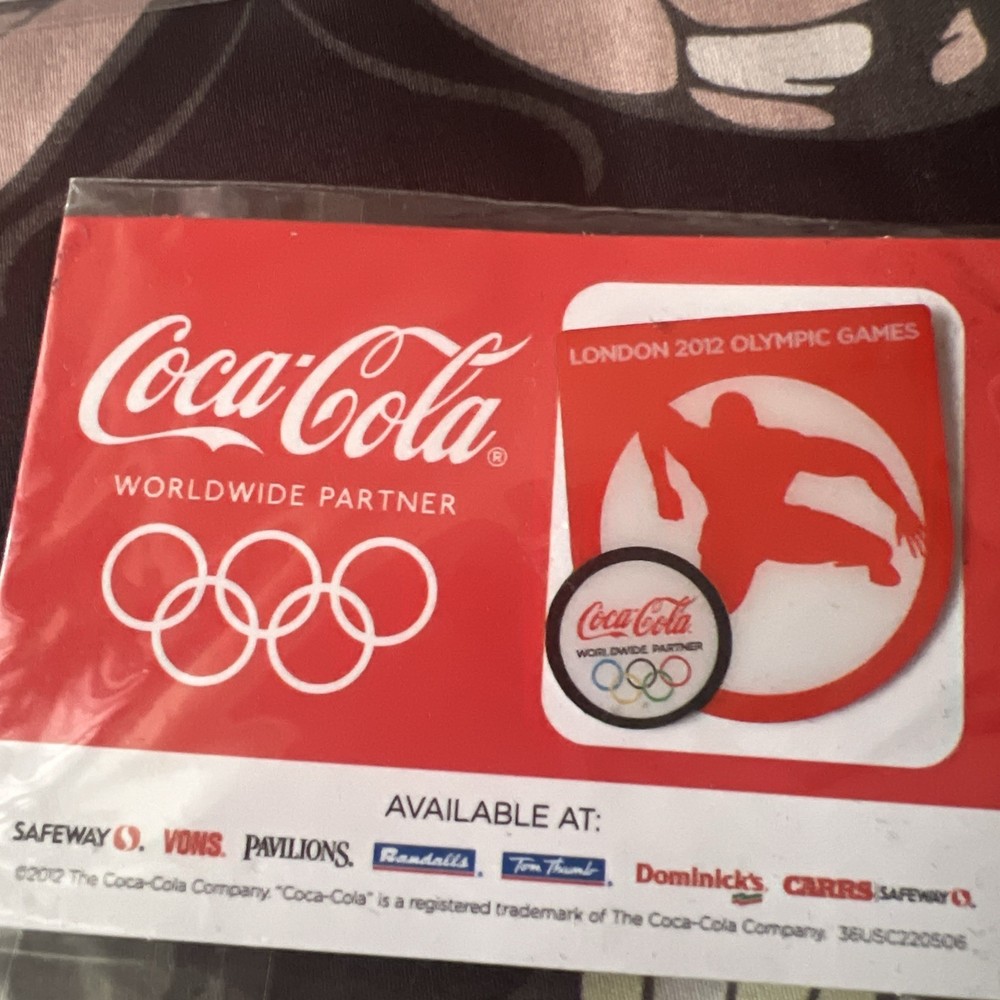 Coca-Cola®
WORLDWIDE PARTNER
LONDON 2012 OLYMPIC GAMES
Coca-Cola
WORLDWIDE PARTNER
AVAILABLE AT:
SAFEWAY VONS. PAVILIONS. Randalls. Tom Thumb. Dominick's. CARRS SAFEWAY
©2012 The Coca-Cola Company. "Coca-Cola" is a registered trademark of The Coca-Cola Company. 36USC220506